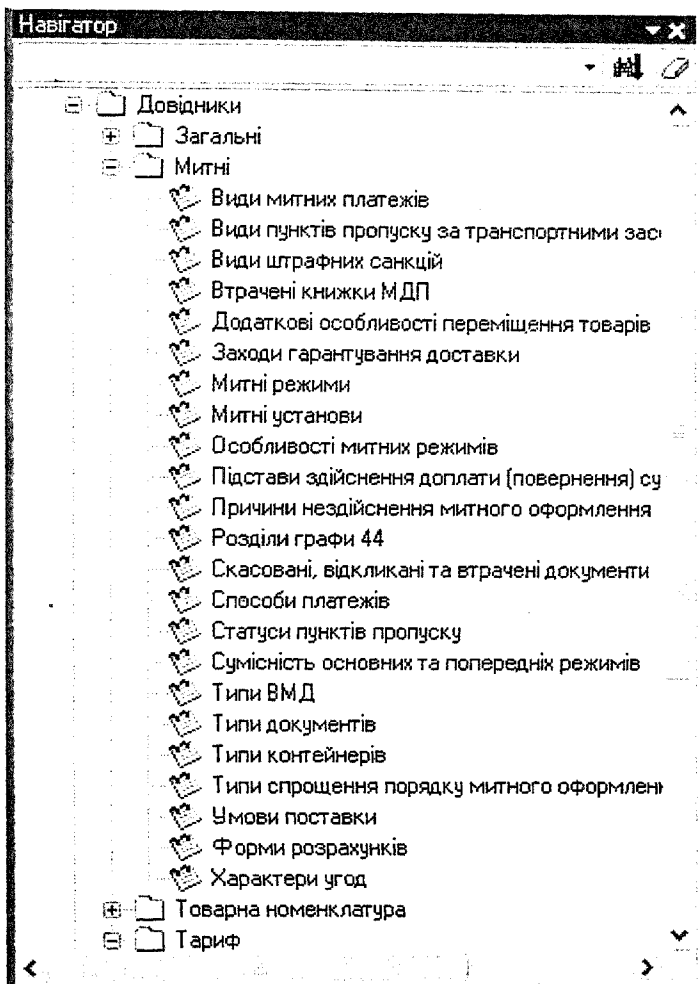 Навігатор
Довідники
Загальні
Митні
Види митних платежів
Види пунктів пропуску за транспортними зас
Види штрафних санкцій
Втрачені книжки МДП
Додаткові особливості переміщення товарів
Заходи гарантування доставки
Митні режими
Митні установи
Особливості митних режимів
Підстави здійснення доплати (повернення) су
Причини нездійснення митного оформлення
Розділи графи 44
Скасовані, відкликані та втрачені документи
Способи платежів
Статуси пунктів пропуску
Сумісність основних та попередніх режимів
Типи ВМД
Типи документів
Типи контейнерів
Типи спрощення порядку митного оформлен
Умови поставки
Форми розрахунків
Характери угод
Товарна номенклатура
Тариф